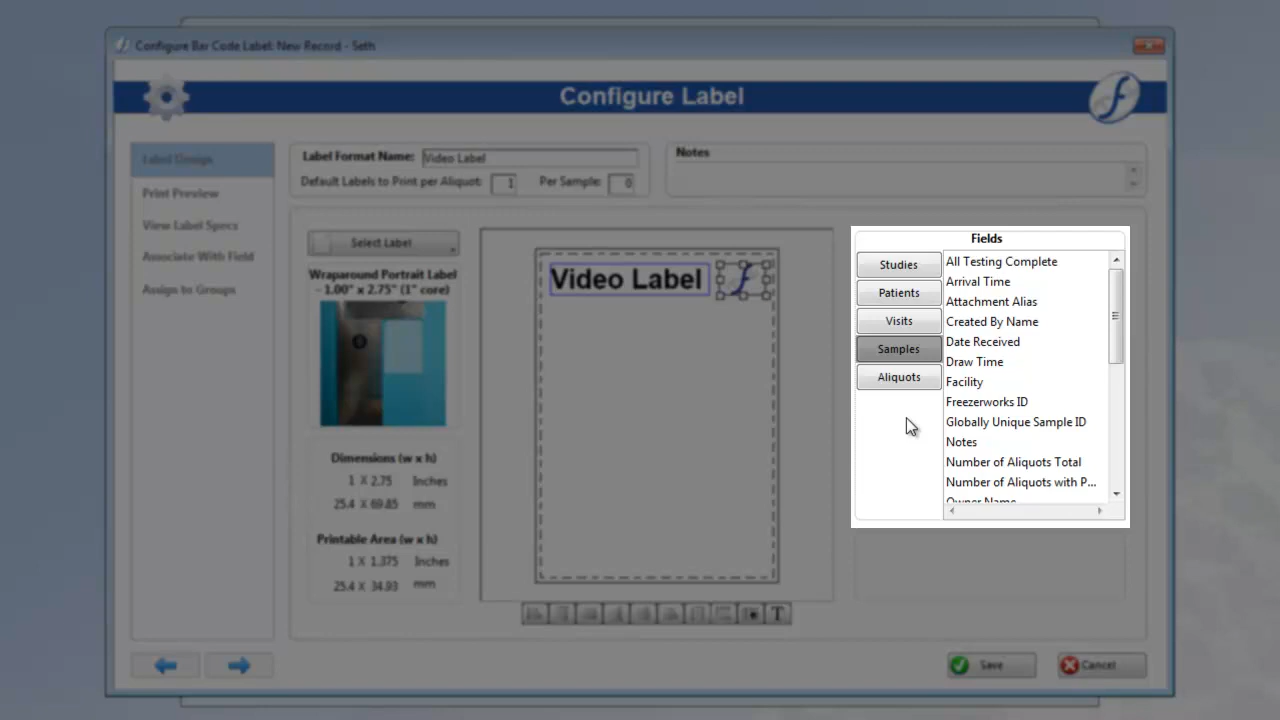 Configure Bar Code Label: New Record - Seth
Configure Label
Label Design
Print Preview
View Label Specs
Associate With Field
Assign to Groups
Label Format Name: Video Label
Default Labels to Print per Aliquot: 1 Per Sample: 0
Notes
Select Label
Wraparound Portrait Label
- 1.00" x 2.75" (1" core)
Dimensions (w x h)
1 X 2.75 Inches
25.4 X 69.85 mm
Printable Area (w x h)
1 X 1.375 Inches
25.4 X 34.93 mm
Video Label f
T
Fields
Studies
Patients
Visits
Samples
Aliquots
All Testing Complete
Arrival Time
Attachment Alias
Created By Name
Date Received
Draw Time
Facility
Freezerworks ID
Globally Unique Sample ID
Notes
Number of Aliquots Total
Number of Aliquots with P...
Owner Name
Save
Cancel